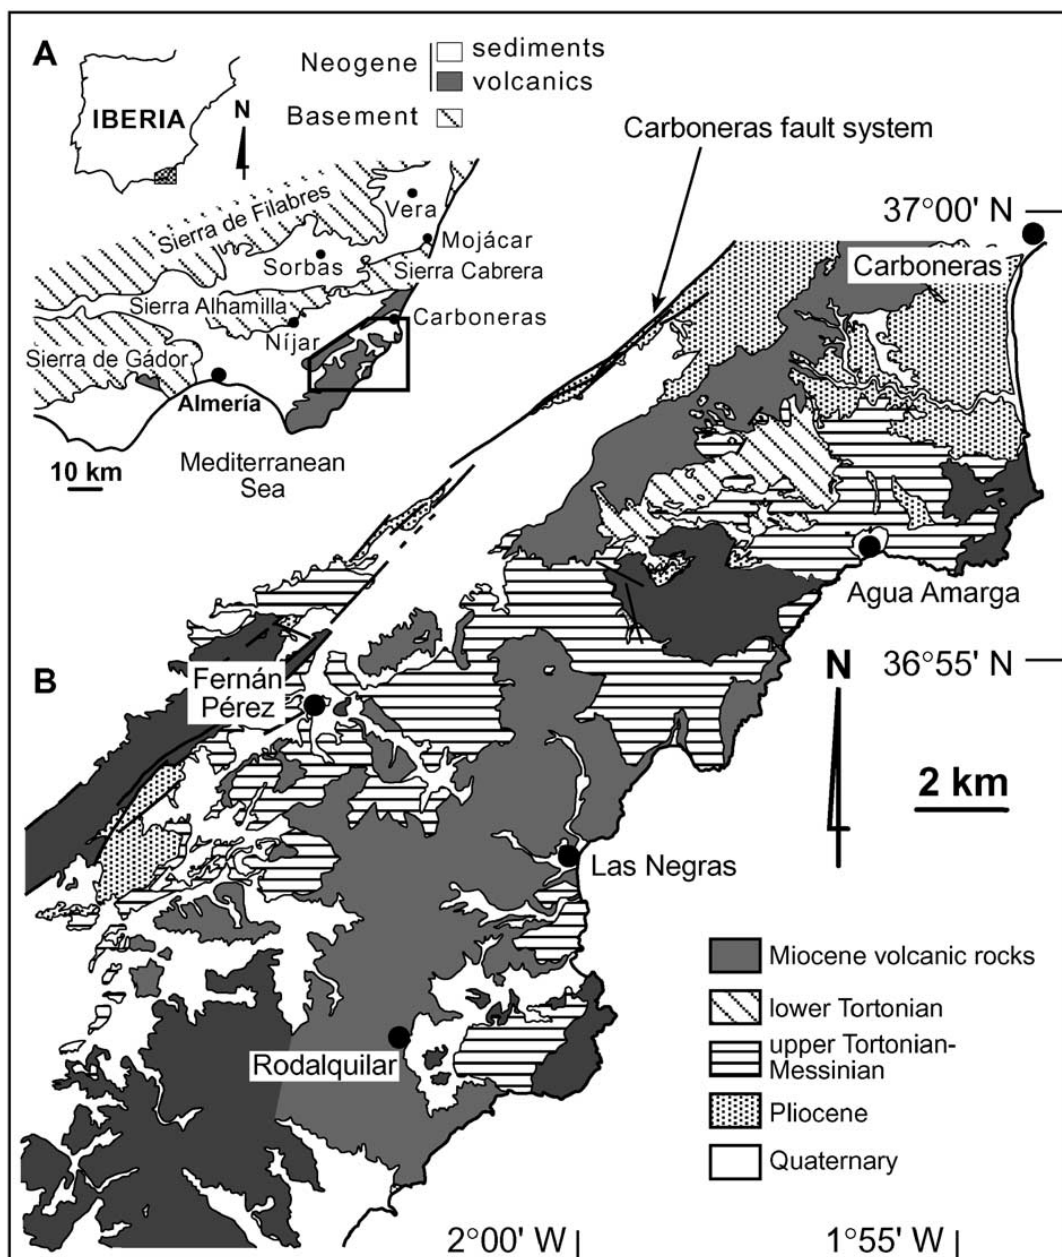 A
Neogene
sediments
volcanics
Basement
IBERIA
N
Carboneras fault system
37°00' N
Sierra de Filabres
Vera
Mojácar
Sorbas
Sierra Cabrera
Sierra Alhamilla
Carboneras
Níjar
Sierra de Gádor
Almería
10 km
Mediterranean
Sea
Carboneras
Agua Amarga
36°55' N
B
N
Fernán
Pérez
2 km
Las Negras
Rodalquilar
Miocene volcanic rocks
lower Tortonian
upper Tortonian-
Messinian
Pliocene
Quaternary
2°00' W
1°55' W